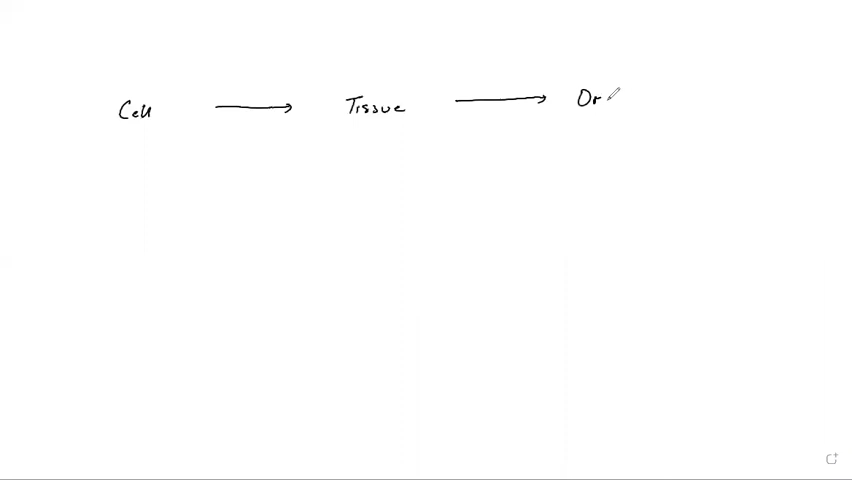 Cell → Tissue → Or